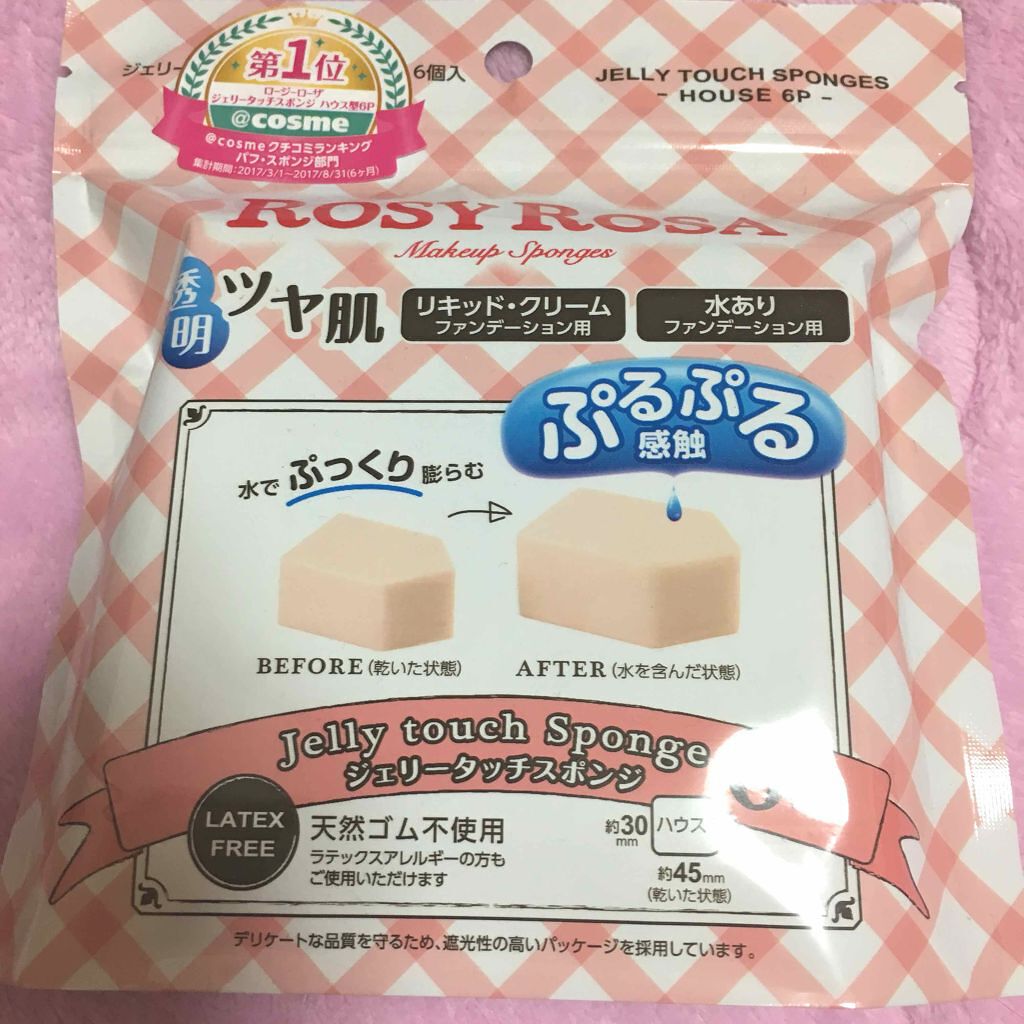 ジェリー
6個入
JELLY TOUCH SPONGES
- HOUSE 6P -
第1位
ロージーローザ
ジェリータッチスポンジ ハウス型6P
@cosme
@cosmeクチコミランキング
パフ・スポンジ部門
集計期間:2017/3/1~2017/8/31(6ヶ月)
ROSY ROSA
Makeup Sponges
透明
ツヤ肌
リキッド・クリーム
ファンデーション用
水あり
ファンデーション用
ぷるぷる
感触
水でぷっくり膨らむ
BEFORE(乾いた状態)
AFTER(水を含んだ状態)
Jelly touch Sponge
ジェリータッチスポンジ
LATEX
FREE
天然ゴム不使用
ラテックスアレルギーの方も
ご使用いただけます
約30
mm
ハウス
約45mm
(乾いた状態)
デリケートな品質を守るため、遮光性の高いパッケージを採用しています。